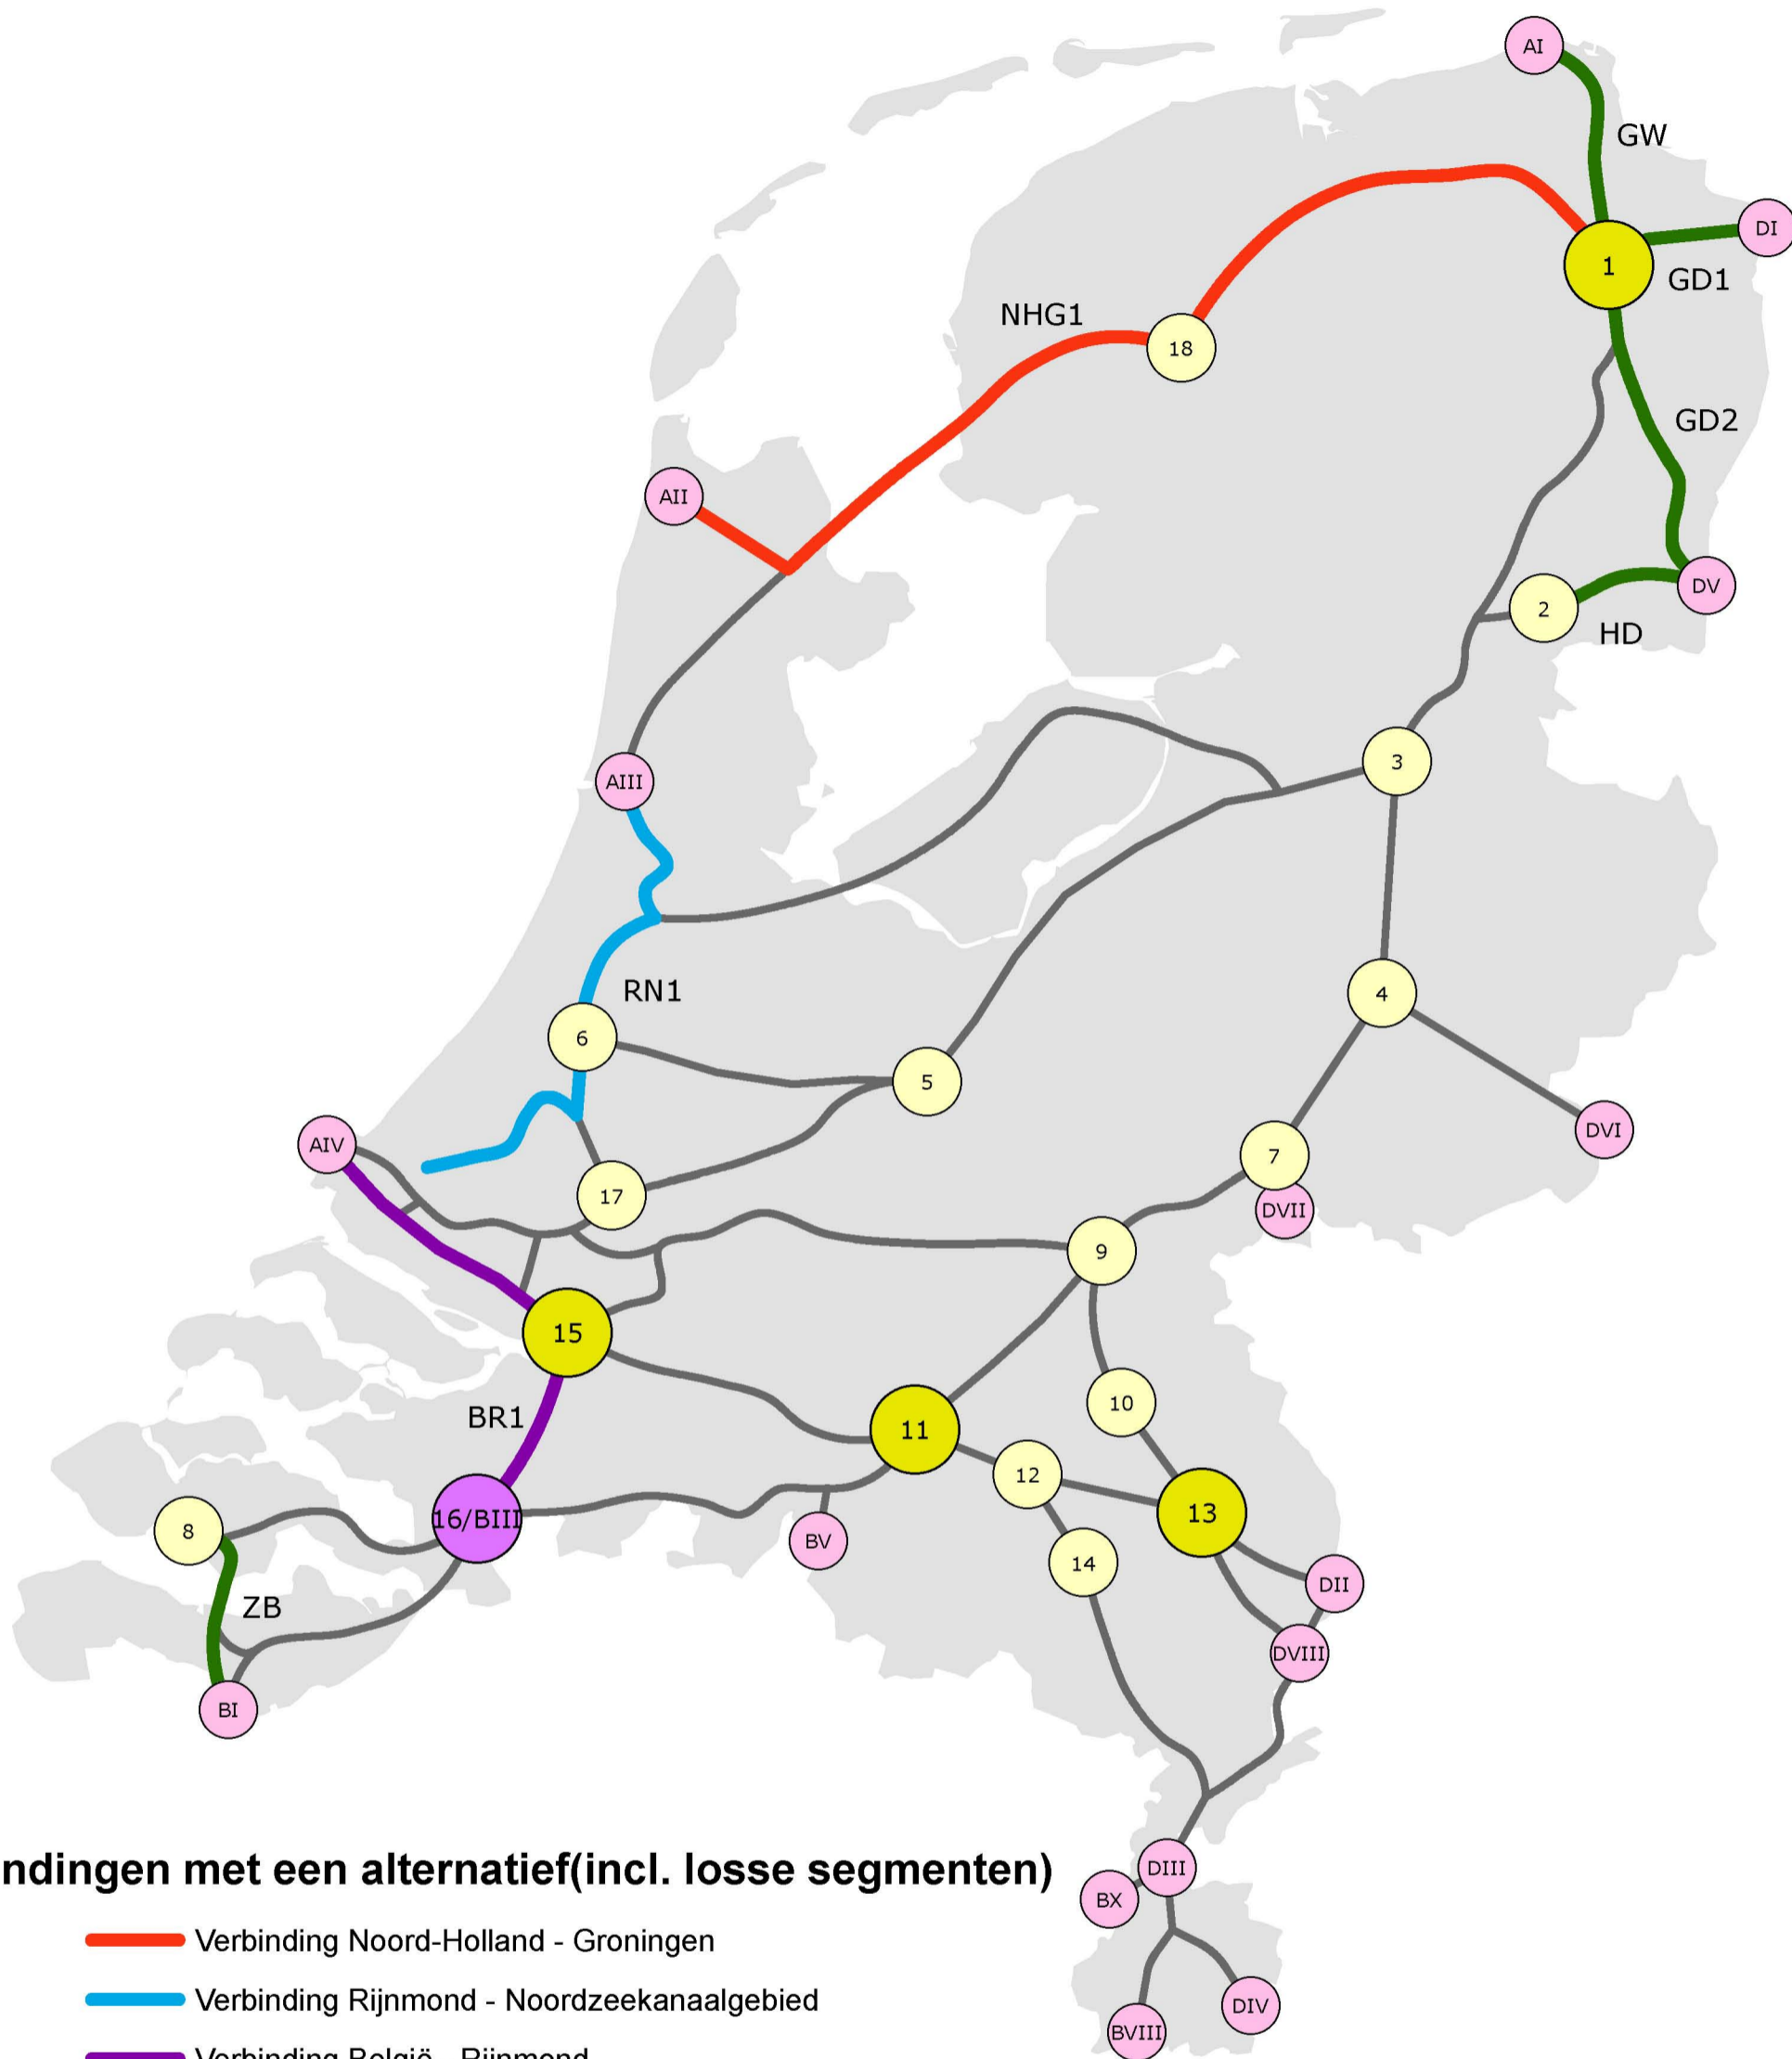 AI
GW
DI
1
GD1
NHG1
18
GD2
AII
DV
2
HD
3
AIII
RN1
4
6
5
AIV
DVI
7
17
DVII
9
15
10
BR1
11
12
16/BIII
13
8
BV
14
DII
ZB
DVIII
BI
ndingen met een alternatief(incl. losse segmenten)
DIII
BX
Verbinding Noord-Holland - Groningen
Verbinding Rijnmond - Noordzeekanaalgebied
DIV
BVIII
Verbinding België - Rijnmond